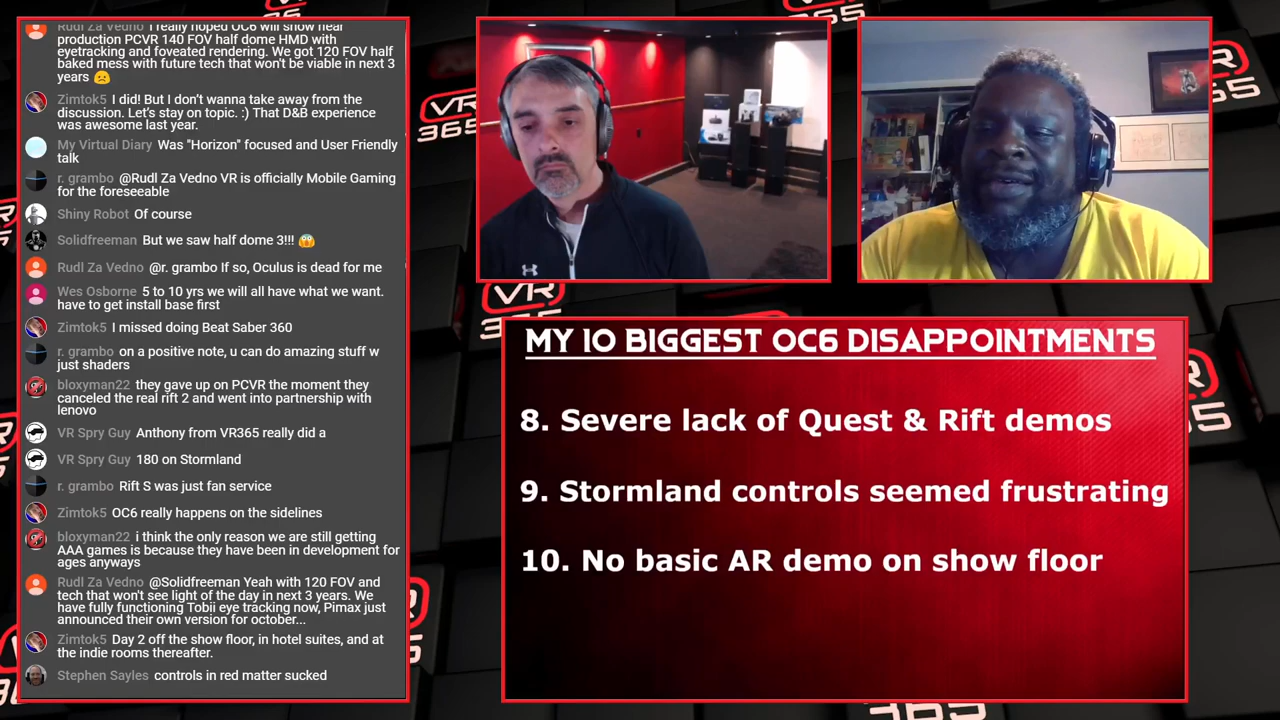 Rudl Za Vedno I really hoped OC6 will show near
production PCVR 140 FOV half dome HMD with
eyetracking and foveated rendering. We got 120 FOV half
baked mess with future tech that won't be viable in next 3
years
Zimtok5 I did! But I don't wanna take away from the
discussion. Let's stay on topic. :) That D&B experience
was awesome last year.
My Virtual Diary Was "Horizon" focused and User Friendly
talk
r. grambo @Rudl Za Vedno VR is officially Mobile Gaming
for the foreseeable
Shiny Robot Of course
Solidfreeman But we saw half dome 3!!!
Rudl Za Vedno @r. grambo If so, Oculus is dead for me
Wes Osborne 5 to 10 yrs we will all have what we want.
have to get install base first
Zimtok5 I missed doing Beat Saber 360
r. grambo on a positive note, u can do amazing stuff w
just shaders
bloxyman22 they gave up on PCVR the moment they
canceled the real rift 2 and went into partnership with
lenovo
VR Spry Guy Anthony from VR365 really did a
VR Spry Guy 180 on Stormland
r. grambo Rift S was just fan service
Zimtok5 OC6 really happens on the sidelines
bloxyman22 i think the only reason we are still getting
AAA games is because they have been in development for
ages anyways
Rudl Za Vedno @Solidfreeman Yeah with 120 FOV and
tech that won't see light of the day in next 3 years. We
have fully functioning Tobii eye tracking now, Pimax just
announced their own version for october...
Zimtok5 Day 2 off the show floor, in hotel suites, and at
the indie rooms thereafter.
Stephen Sayles controls in red matter sucked
MY 10 BIGGEST OC6 DISAPPOINTMENTS
8. Severe lack of Quest & Rift demos
9. Stormland controls seemed frustrating
10. No basic AR demo on show floor
VR
365
VR
365